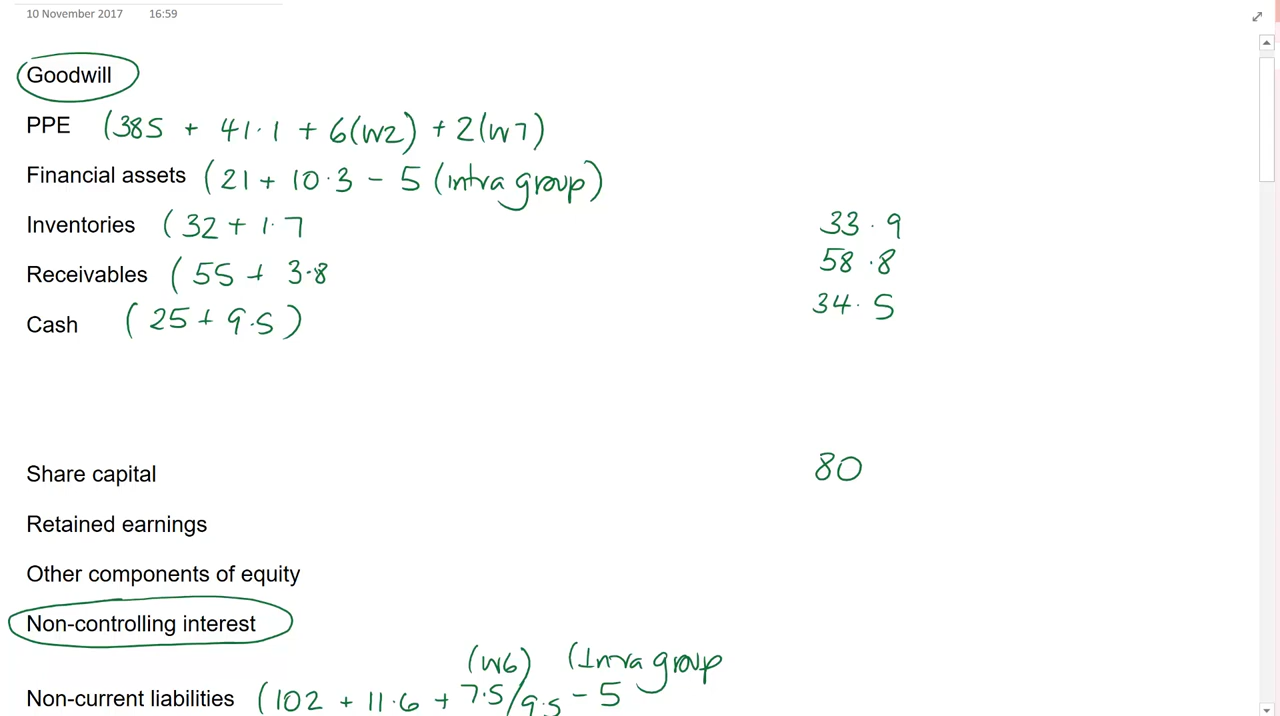 10 November 2017 16:59
Goodwill
PPE (385 + 41.1 + 6(W2) + 2(W7)
Financial assets (21 + 10.3 - 5 (Intra group)
Inventories (32 + 1.7 33.9
Receivables (55 + 3.8 58.8
Cash (25 + 9.5) 34.5
Share capital 80
Retained earnings
Other components of equity
Non-controlling interest
(W6) (Intra group
Non-current liabilities (102 + 11.6 + 7.5/9.5 - 5